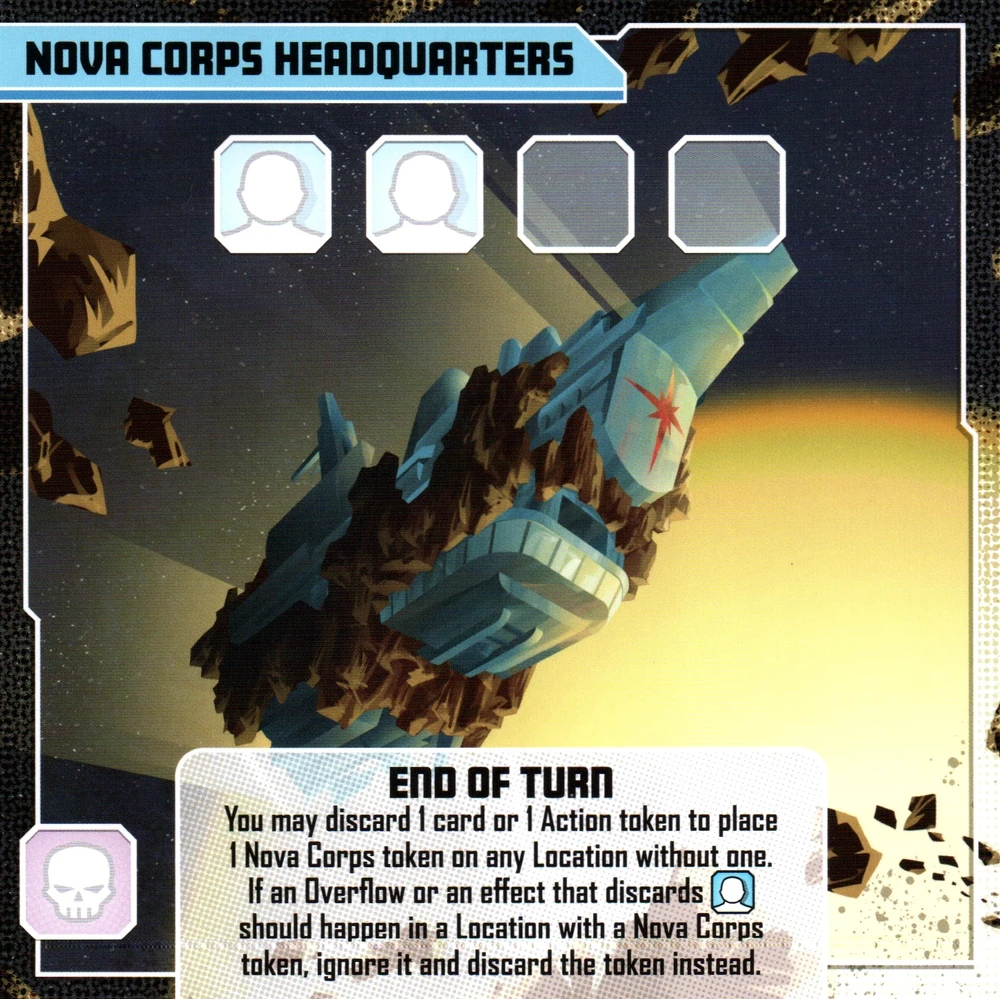 NOVA CORPS HEADQUARTERS
END OF TURN
You may discard 1 card or 1 Action token to place
1 Nova Corps token on any Location without one.
If an Overflow or an effect that discards
should happen in a Location with a Nova Corps
token, ignore it and discard the token instead.